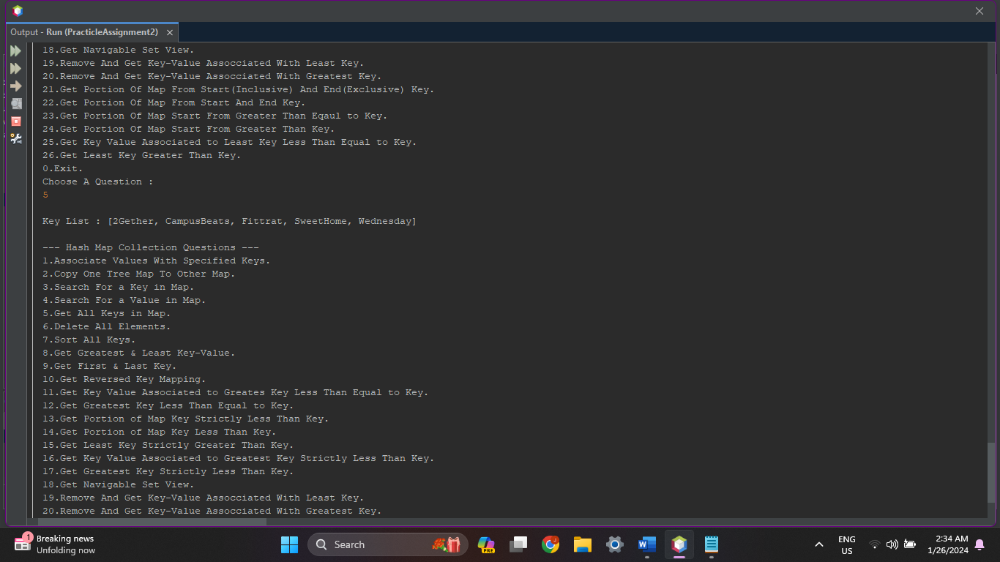 Output - Run (PracticleAssignment2)
18.Get Navigable Set View.
19.Remove And Get Key-Value Assocciated With Least Key.
20.Remove And Get Key-Value Assocciated With Greatest Key.
21.Get Portion Of Map From Start(Inclusive) And End(Exclusive) Key.
22.Get Portion Of Map From Start And End Key.
23.Get Portion Of Map Start From Greater Than Eqaul to Key.
24.Get Portion Of Map Start From Greater Than Key.
25.Get Key Value Associated to Least Key Less Than Equal to Key.
26.Get Least Key Greater Than Key.
0.Exit.
Choose A Question :
5
Key List : [2Gether, CampusBeats, Fittrat, SweetHome, Wednesday]
--- Hash Map Collection Questions ---
1.Associate Values With Specified Keys.
2.Copy One Tree Map To Other Map.
3.Search For a Key in Map.
4.Search For a Value in Map.
5.Get All Keys in Map.
6.Delete All Elements.
7.Sort All Keys.
8.Get Greatest & Least Key-Value.
9.Get First & Last Key.
10.Get Reversed Key Mapping.
11.Get Key Value Associated to Greates Key Less Than Equal to Key.
12.Get Greatest Key Less Than Equal to Key.
13.Get Portion of Map Key Strictly Less Than Key.
14.Get Portion of Map Key Less Than Key.
15.Get Least Key Strictly Greater Than Key.
16.Get Key Value Associated to Greatest Key Strictly Less Than Key.
17.Get Greatest Key Strictly Less Than Key.
18.Get Navigable Set View.
19.Remove And Get Key-Value Assocciated With Least Key.
20.Remove And Get Key-Value Assocciated With Greatest Key.
1
Breaking news
Unfolding now
Search
PRE
ENG
US
2:34 AM
1/26/2024